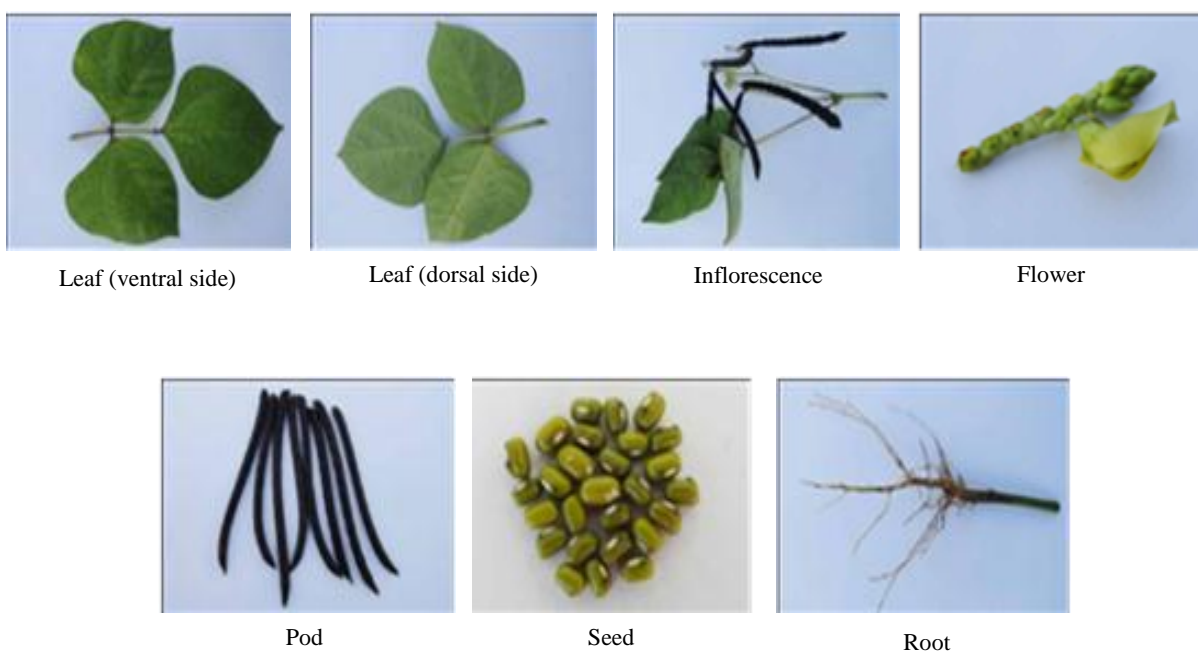 Leaf (ventral side)
Leaf (dorsal side)
Inflorescence
Flower
Pod
Seed
Root